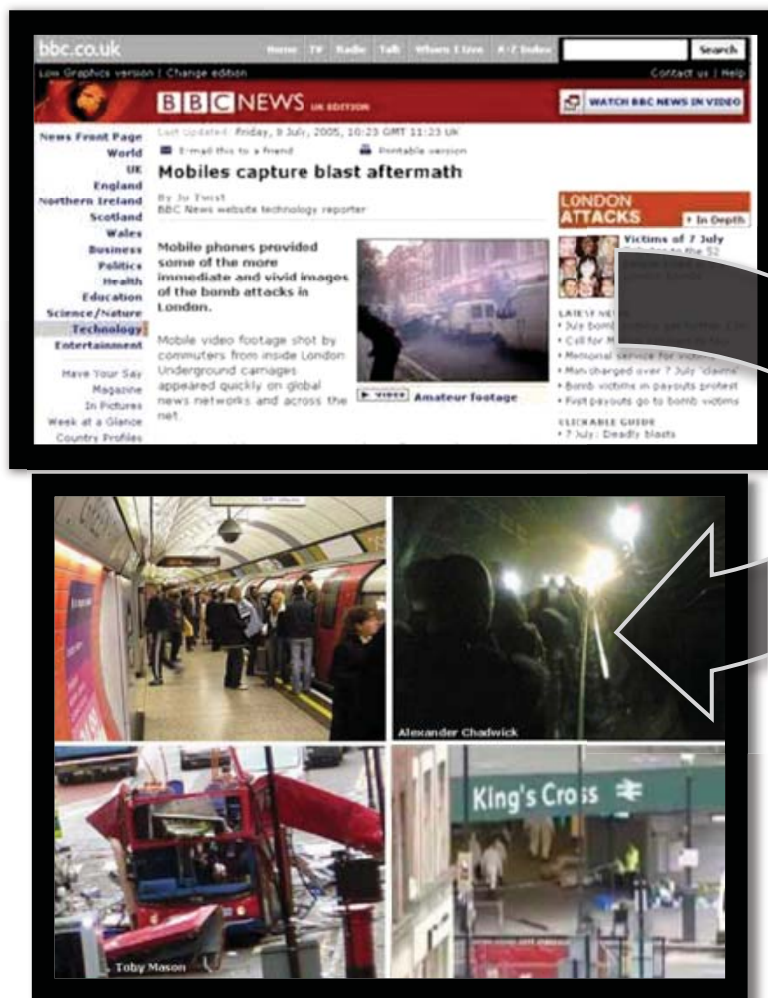 bbc.co.uk
Home TV Radio Talk Where I Live A-Z Index
Search
Low Graphics version | Change edition
Contact us | Help
BBC NEWS UK EDITION
WATCH BBC NEWS IN VIDEO
News Front Page
World
UK
England
Northern Ireland
Scotland
Wales
Business
Politics
Health
Education
Science/Nature
Technology
Entertainment
Have Your Say
Magazine
In Pictures
Week at a Glance
Country Profiles
Last Updated: Friday, 8 July, 2005, 10:23 GMT 11:23 UK
E-mail this to a friend
Printable version
Mobiles capture blast aftermath
By Jo Twist
BBC News website technology reporter
Mobile phones provided
some of the more
immediate and vivid images
of the bomb attacks in
London.
Mobile video footage shot by
commuters from inside London
Underground carriages
appeared quickly on global
news networks and across the
net.
VIDEO Amateur footage
LONDON
ATTACKS
In Depth
Victims of 7 July
to the 52
LATEST NEWS
July bomb
Call for
Memorial service for victims
Man charged over 7 July 'claims'
Bomb victims in payouts protest
First payouts go to bomb victims
CLICKABLE GUIDE
7 July: Deadly blasts
Alexander Chadwick
King's Cross
Toby Mason